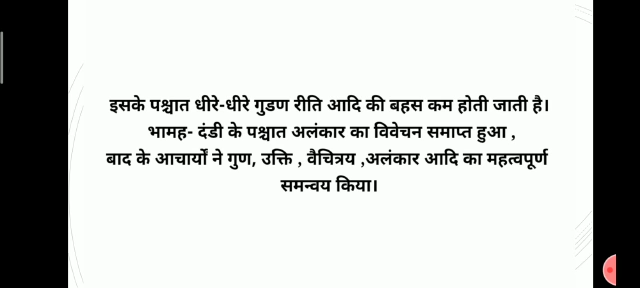 इसके पश्चात धीरे-धीरे गुडण रीति आदि की बहस कम होती जाती है।
भामह- दंडी के पश्चात अलंकार का विवेचन समाप्त हुआ ,
बाद के आचार्यों ने गुण, उक्ति , वैचित्रय ,अलंकार आदि का महत्वपूर्ण
समन्वय किया।